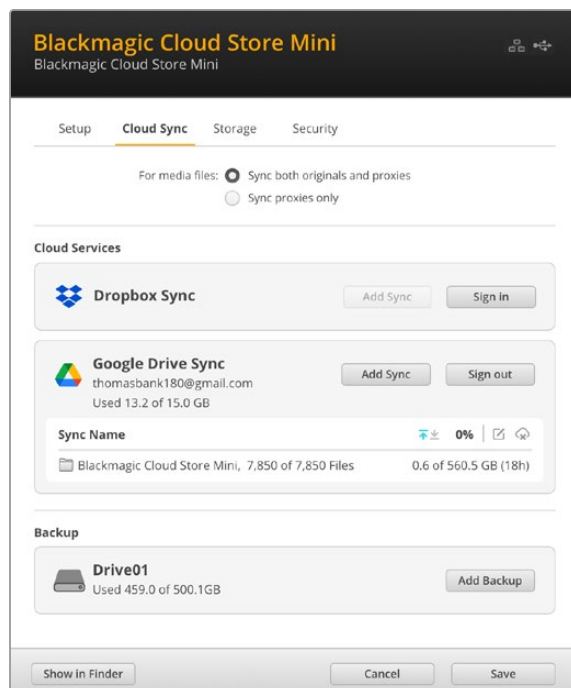 Blackmagic Cloud Store Mini
Blackmagic Cloud Store Mini
Setup Cloud Sync Storage Security
For media files: Sync both originals and proxies
Sync proxies only
Cloud Services
Dropbox Sync Add Sync Sign in
Google Drive Sync
thomasbank180@gmail.com
Used 13.2 of 15.0 GB
Add Sync Sign out
Sync Name 0%
Blackmagic Cloud Store Mini, 7,850 of 7,850 Files 0.6 of 560.5 GB (18h)
Backup
Drive01
Used 459.0 of 500.1GB
Add Backup
Show in Finder Cancel Save